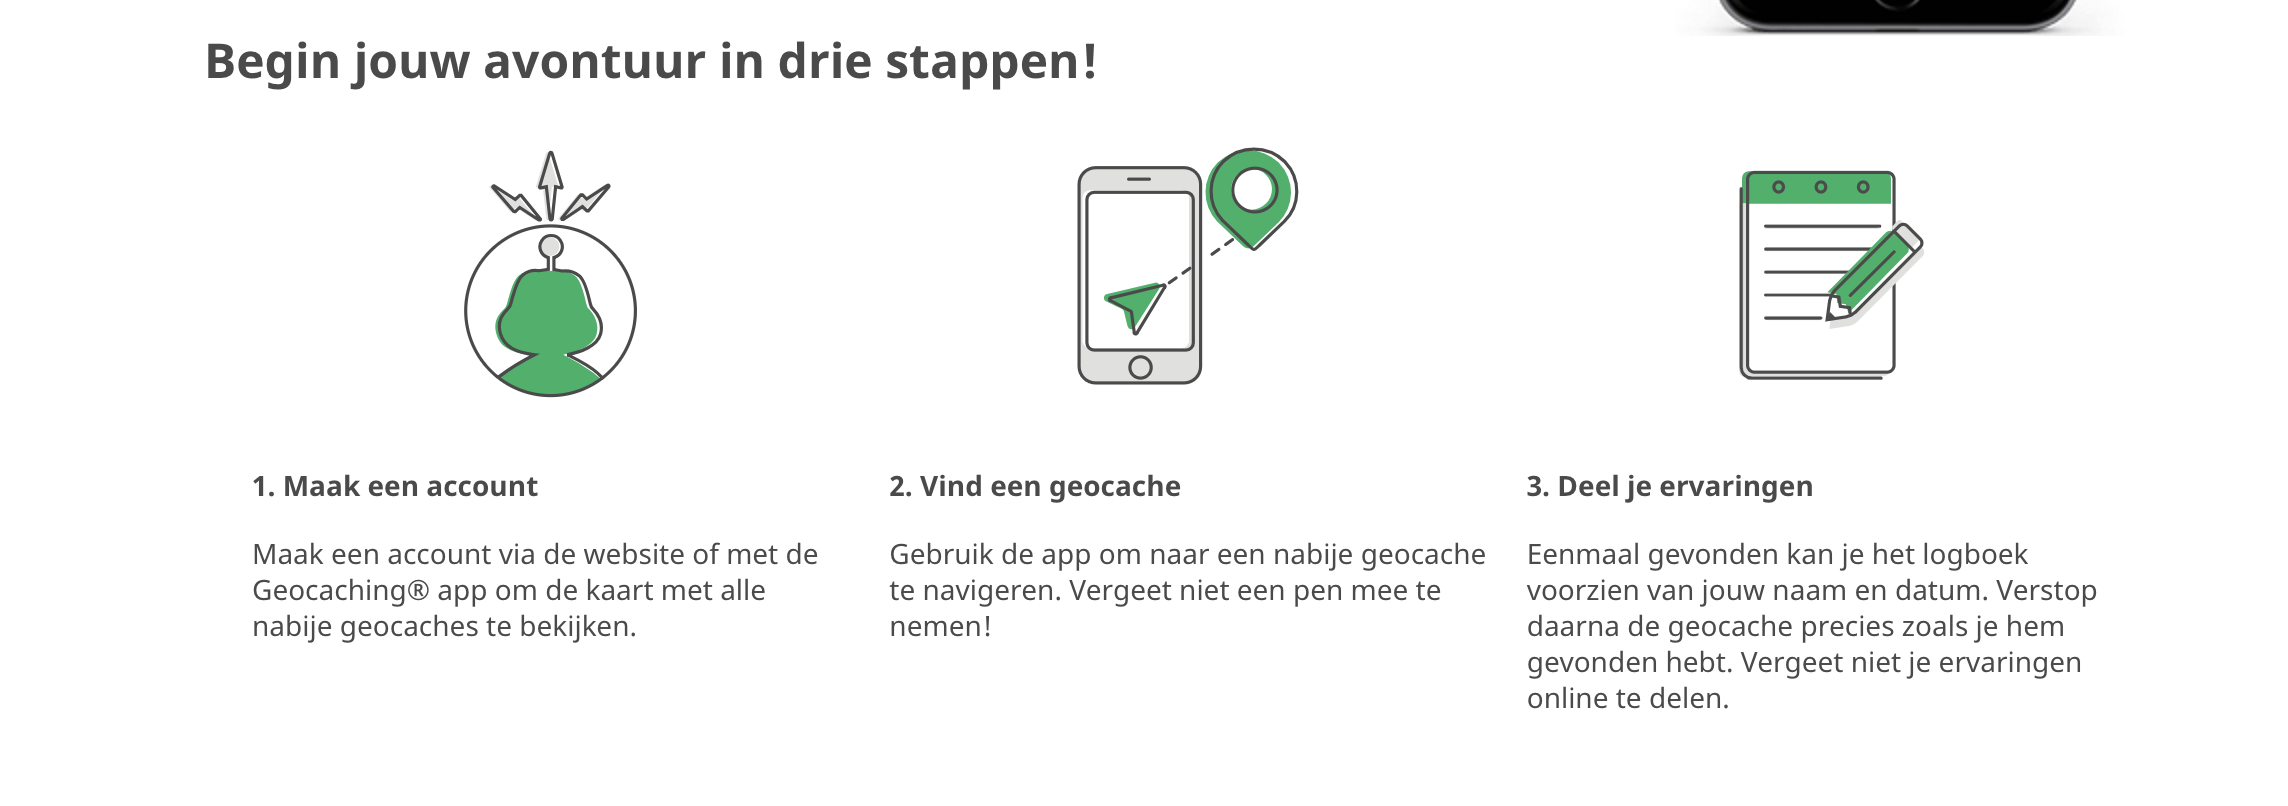 Begin jouw avontuur in drie stappen!
1. Maak een account
Maak een account via de website of met de
Geocaching® app om de kaart met alle
nabije geocaches te bekijken.
2. Vind een geocache
Gebruik de app om naar een nabije geocache
te navigeren. Vergeet niet een pen mee te
nemen!
3. Deel je ervaringen
Eenmaal gevonden kan je het logboek
voorzien van jouw naam en datum. Verstop
daarna de geocache precies zoals je hem
gevonden hebt. Vergeet niet je ervaringen
online te delen.